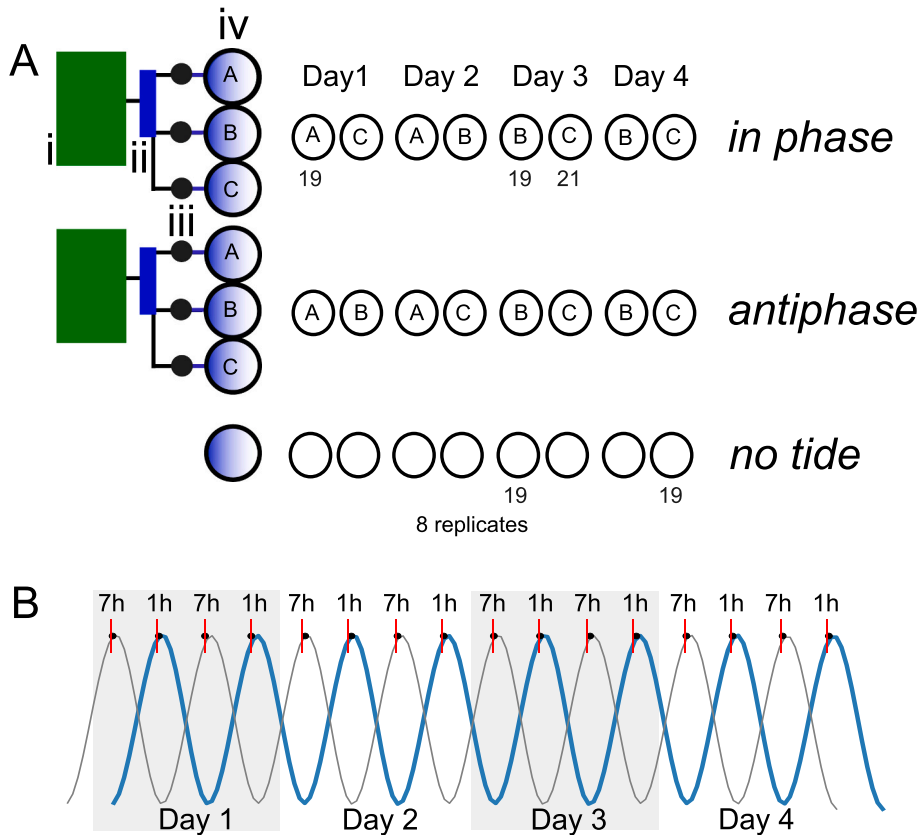 A
iv
i
ii
iii
A
B
C
A
B
C
Day1 Day 2 Day 3 Day 4
A C A B B C B C in phase
19 19 21
A B A C B C B C antiphase
no tide
19 19
8 replicates
B
7h 1h 7h 1h 7h 1h 7h 1h 7h 1h 7h 1h 7h 1h 7h 1h
Day 1 Day 2 Day 3 Day 4